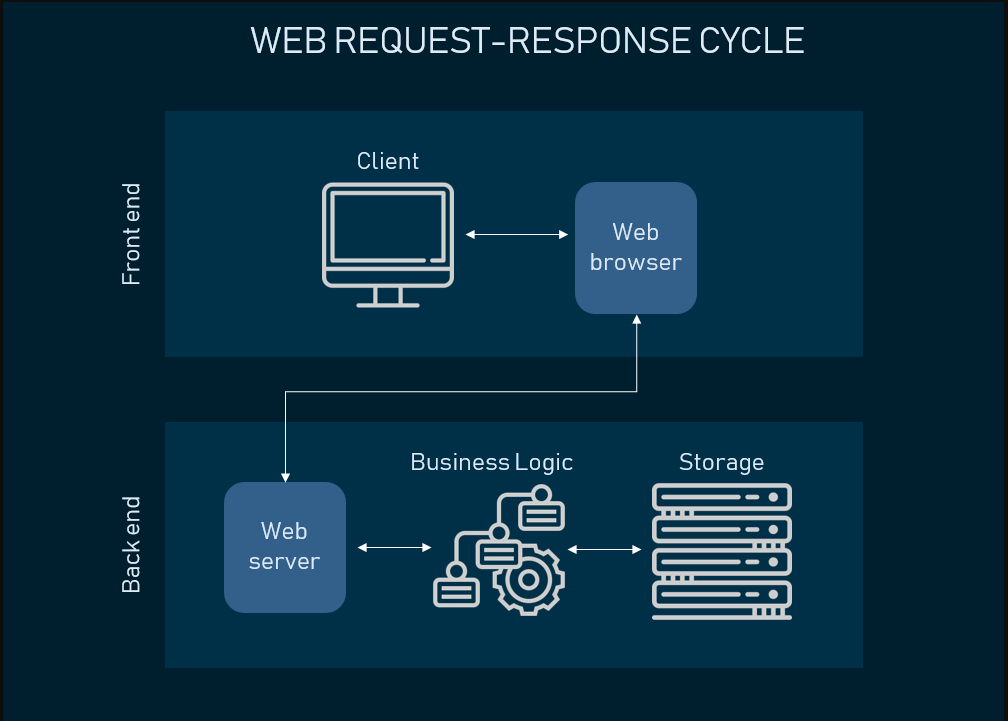 WEB REQUEST-RESPONSE CYCLE
Front end
Client
Web
browser
Back end
Business Logic
Storage
Web
server